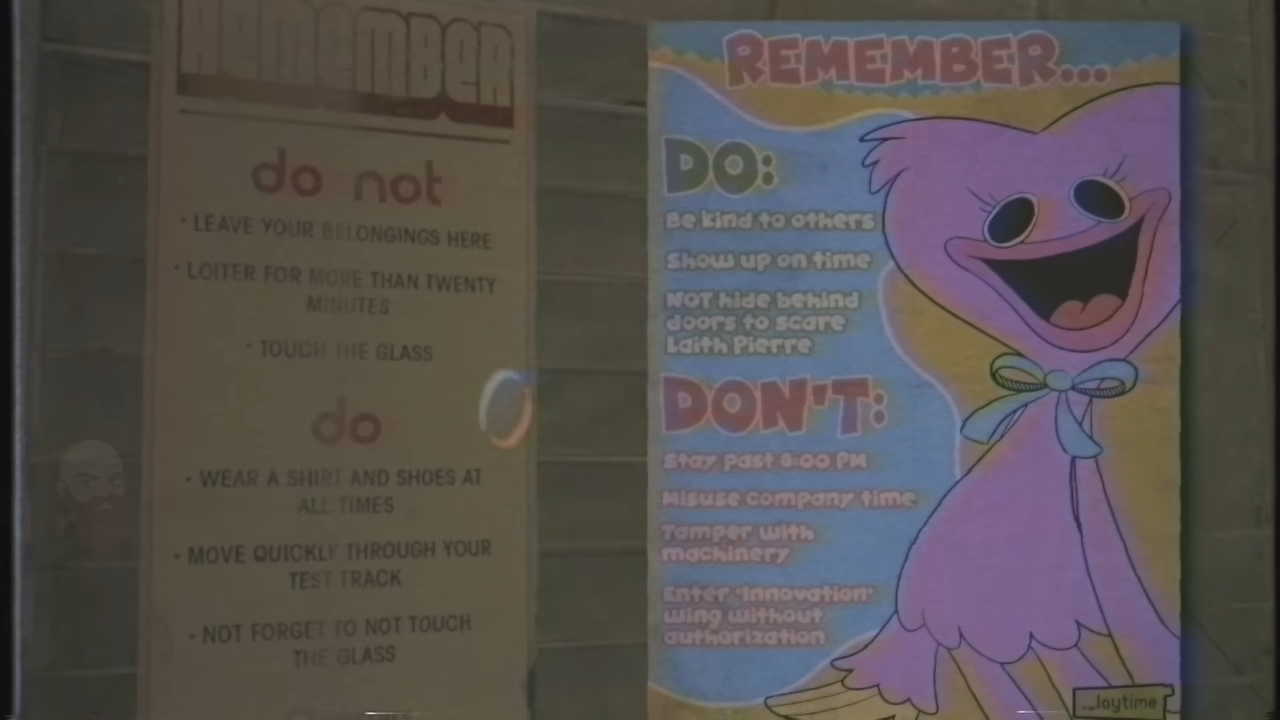 Remember
do not
• LEAVE YOUR BELONGINGS HERE
• LOITER FOR MORE THAN TWENTY
MINUTES
• TOUCH THE GLASS
do
• WEAR A SHIRT AND SHOES AT
ALL TIMES
• MOVE QUICKLY THROUGH YOUR
TEST TRACK
• NOT FORGET TO NOT TOUCH
THE GLASS
REMEMBER...
DO:
Be kind to others
Show up on time
NOT hide behind
doors to scare
Laith Pierre
DON'T:
Stay past 8:00 PM
Misuse company time
Tamper with
machinery
Enter "Innovation"
wing without
authorization
...laytime